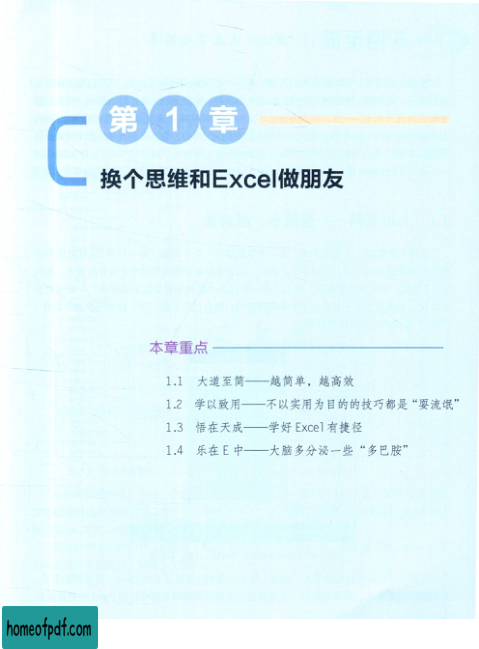 第1章
换个思维和Excel做朋友
本章重点
1.1 大道至简——越简单，越高效
1.2 学以致用——不以实用为目的的技巧都是“耍流氓”
1.3 悟在天成——学好Excel有捷径
1.4 乐在E中——大脑多分泌一些“多巴胺”
homeofpdf.com